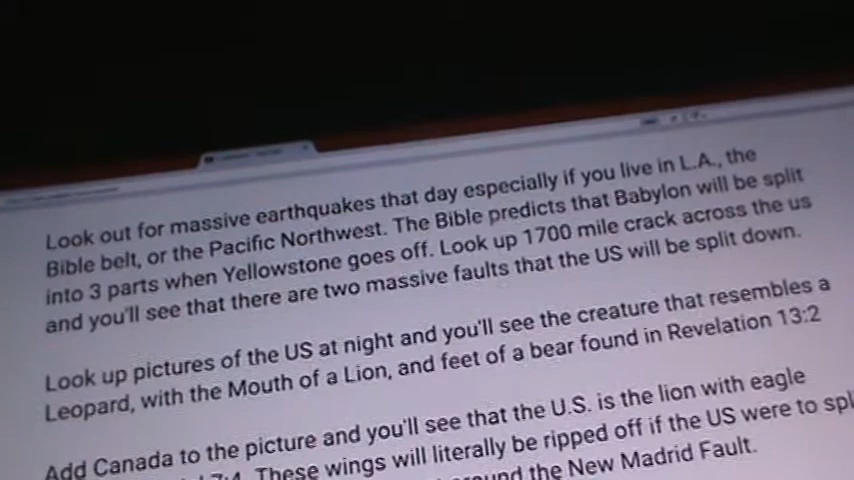 Look out for massive earthquakes that day especially if you live in L.A., the
Bible belt, or the Pacific Northwest. The Bible predicts that Babylon will be split
into 3 parts when Yellowstone goes off. Look up 1700 mile crack across the us
and you'll see that there are two massive faults that the US will be split down.
Look up pictures of the US at night and you'll see the creature that resembles a
Leopard, with the Mouth of a Lion, and feet of a bear found in Revelation 13:2
Add Canada to the picture and you'll see that the U.S. is the lion with eagle
7:4. These wings will literally be ripped off if the US were to spli
around the New Madrid Fault.